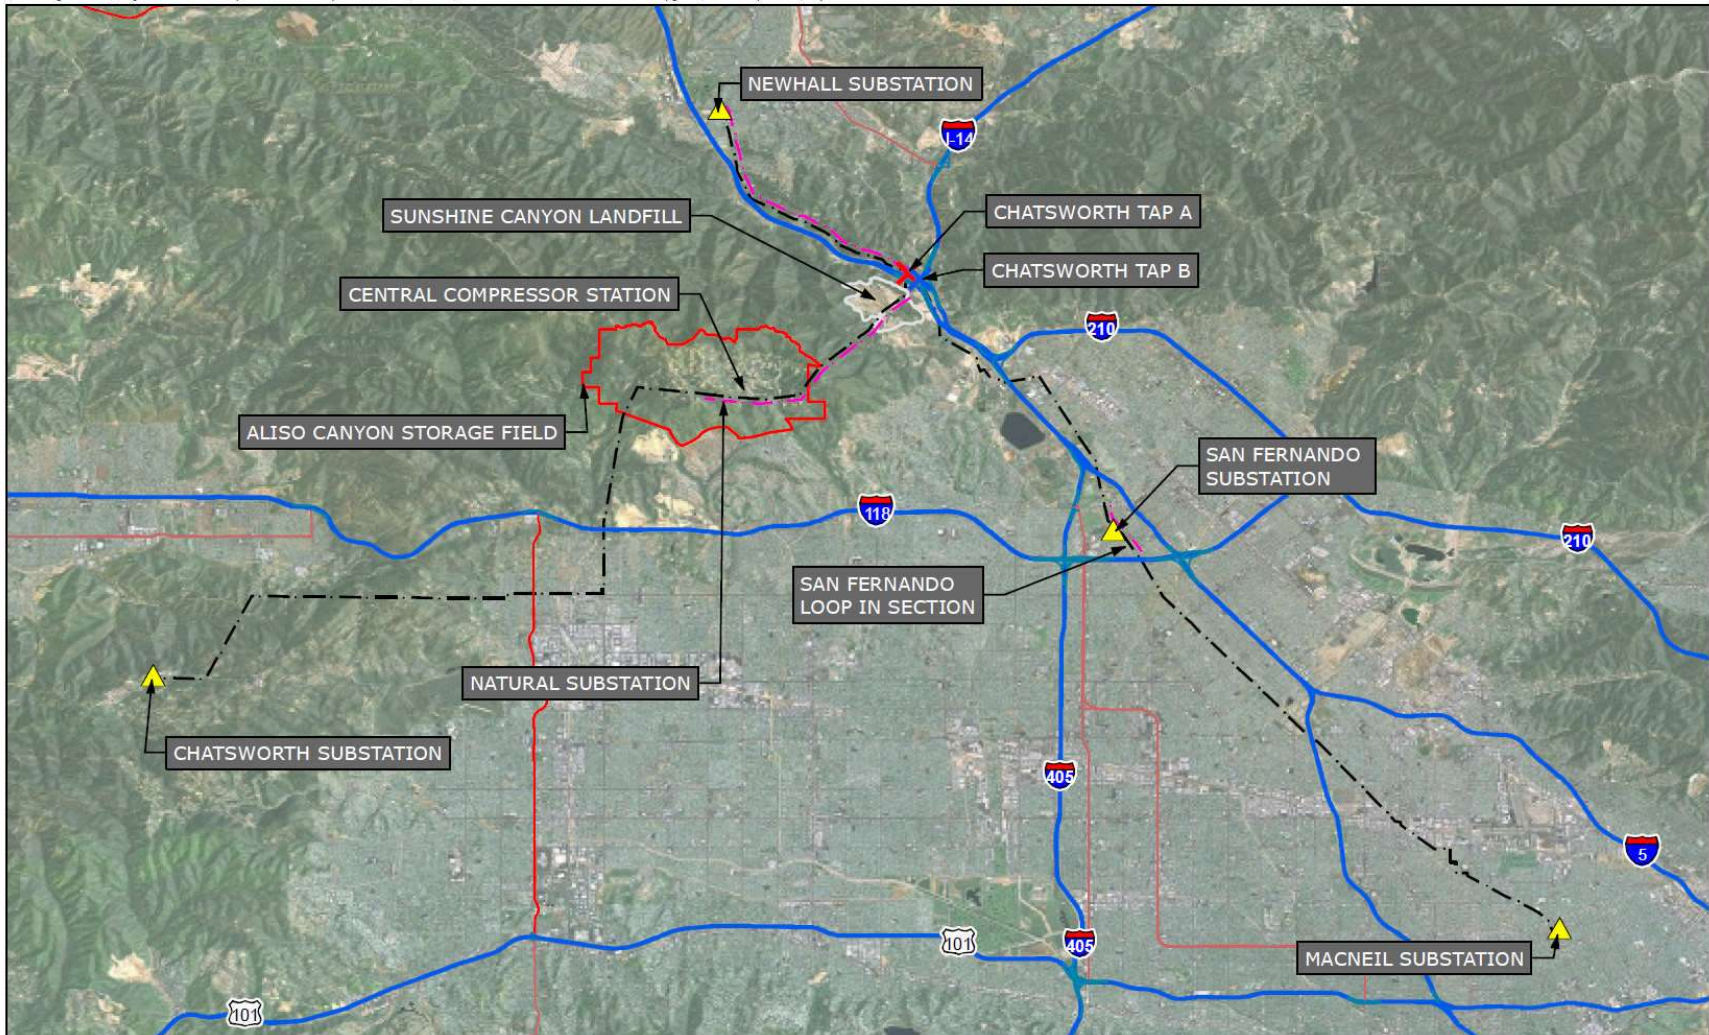 NEWHALL SUBSTATION
I-14
SUNSHINE CANYON LANDFILL
CHATSWORTH TAP A
CHATSWORTH TAP B
CENTRAL COMPRESSOR STATION
210
ALISO CANYON STORAGE FIELD
SAN FERNANDO
SUBSTATION
118
210
SAN FERNANDO
LOOP IN SECTION
NATURAL SUBSTATION
CHATSWORTH SUBSTATION
405
5
101
405
MACNEIL SUBSTATION
101